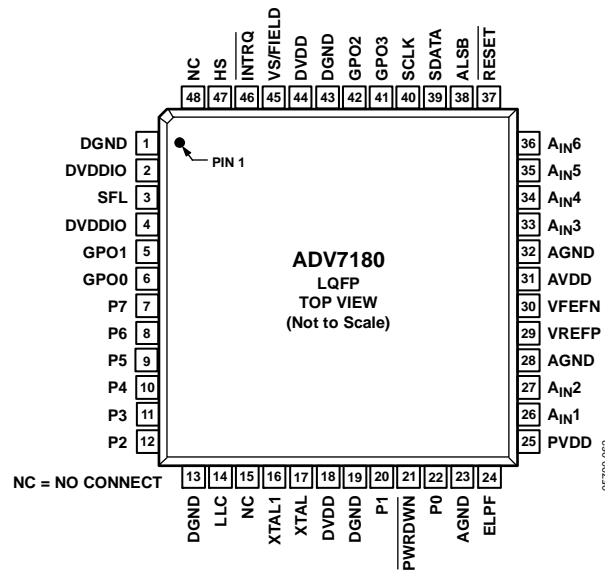 NC
HS
INTRQ
VS/FIELD
DVDD
DGND
GPO2
GPO3
SCLK
SDATA
ALSB
RESET
48 47 46 45 44 43 42 41 40 39 38 37
DGND 1
DVDDIO 2
SFL 3
DVDDIO 4
GPO1 5
GPO0 6
P7 7
P6 8
P5 9
P4 10
P3 11
P2 12
PIN 1
ADV7180
LQFP
TOP VIEW
(Not to Scale)
36 AIN6
35 AIN5
34 AIN4
33 AIN3
32 AGND
31 AVDD
30 VFEFN
29 VREFP
28 AGND
27 AIN2
26 AIN1
25 PVDD
NC = NO CONNECT
13 14 15 16 17 18 19 20 21 22 23 24
DGND
LLC
NC
XTAL1
XTAL
DVDD
DGND
P1
PWRDWN
P0
AGND
ELPF